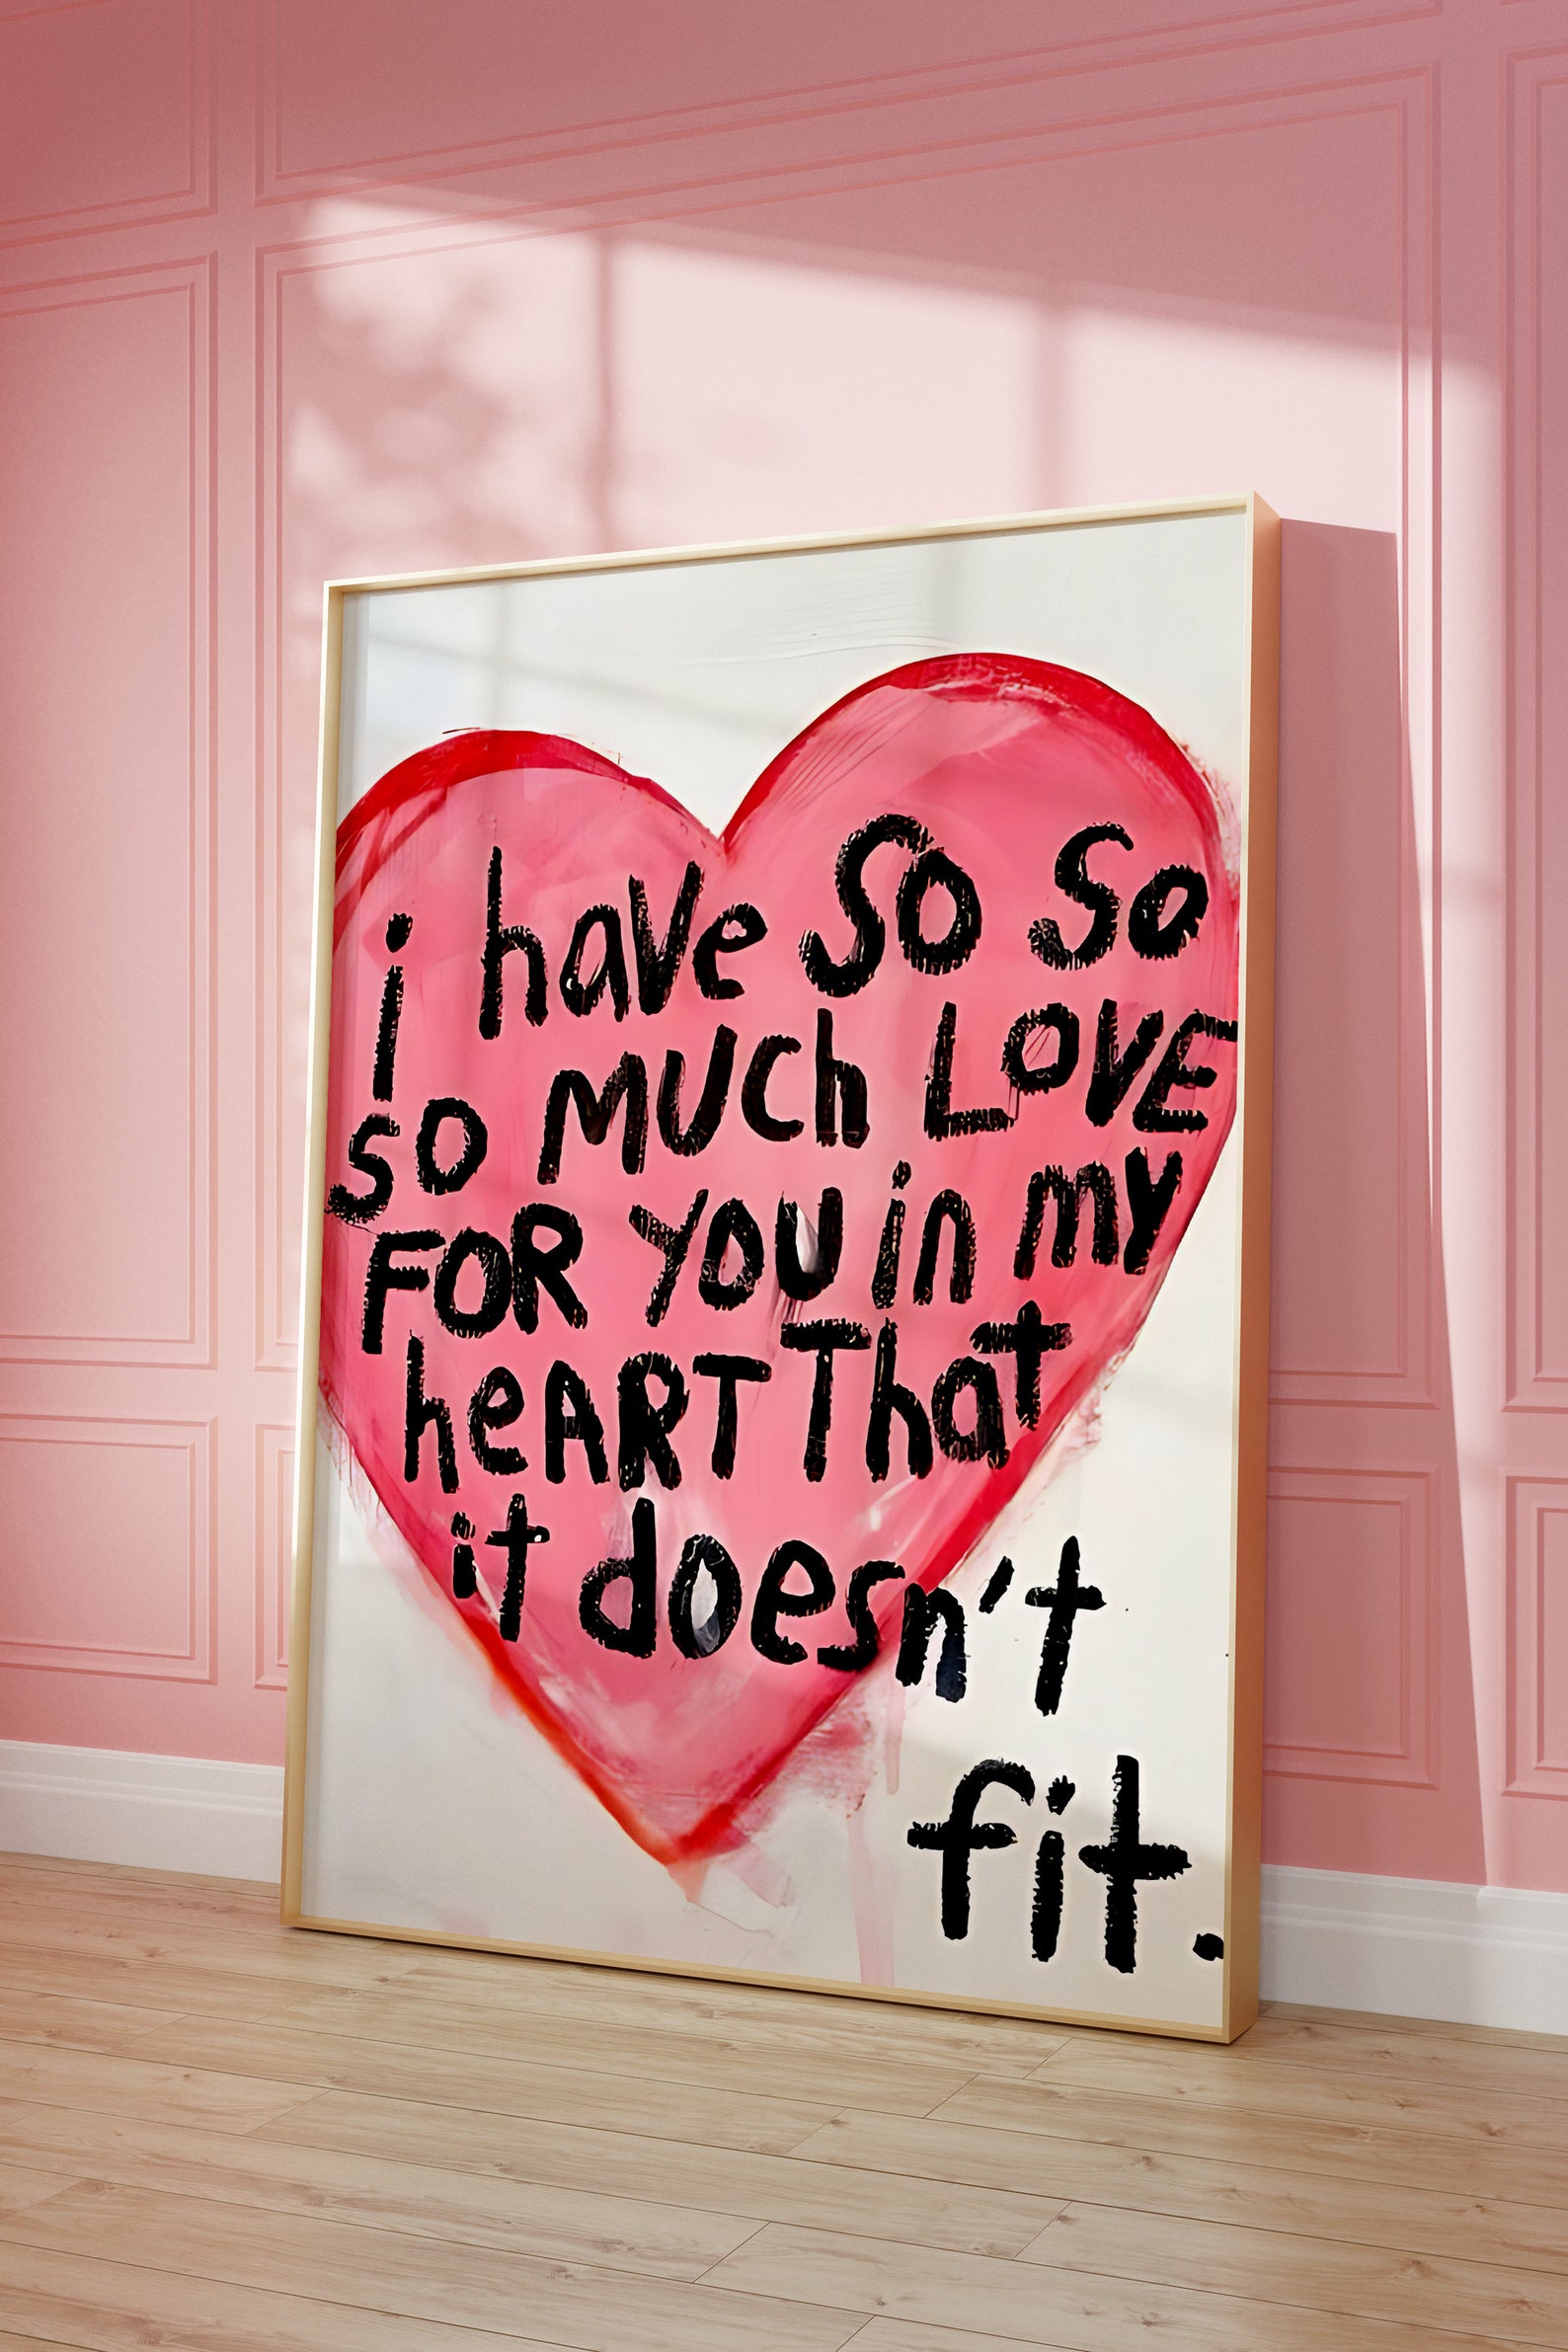 i have so so
so MUCh LOVE
FOR YOU in my
heART That
it doesn't
fit.